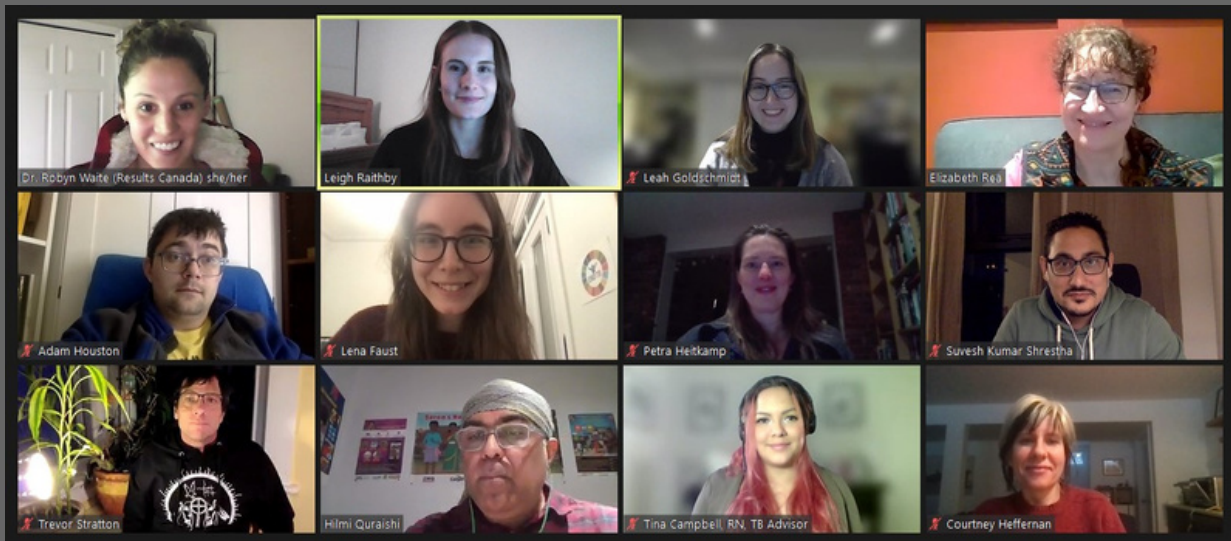 Dr. Robyn Waite (Results Canada) she/her
Leigh Raithby
Leah Goldschmidt
Elizabeth Rea
Adam Houston
Lena Faust
Petra Heitkamp
Suvesh Kumar Shrestha
Trevor Stratton
Hilmi Quraishi
Tina Campbell, RN, TB Advisor
Courtney Heffernan